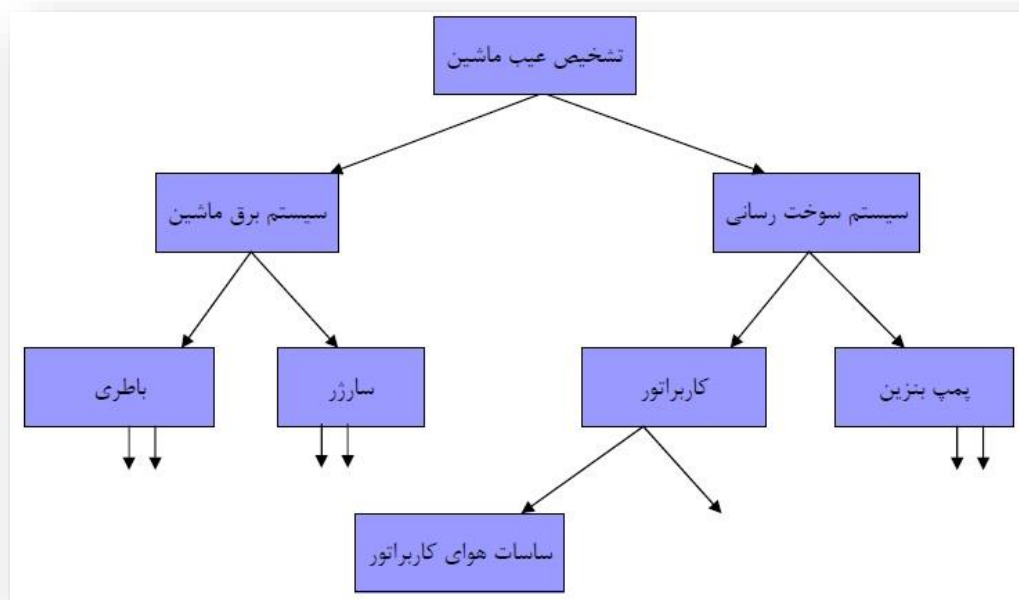 تشخیص عیب ماشین
سیستم سوخت رسانی
سیستم برق ماشین
پمپ بنزین
کاربراتور
سارژر
باطری
ساسات هوای کاربراتور